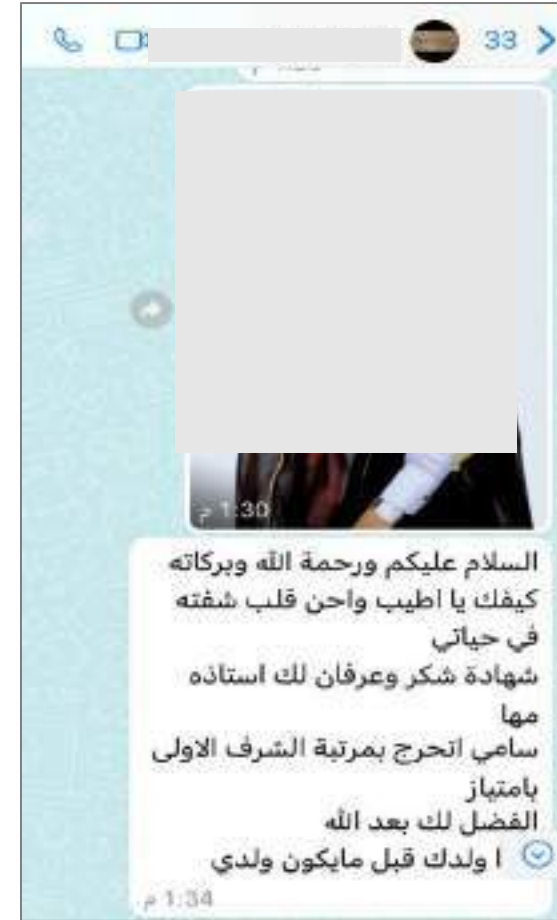 33
1:30 م
السلام عليكم ورحمة الله وبركاته
كيفك يا اطيب واحن قلب شفته
في حياتي
شهادة شكر وعرفان لك استاذه
مها
سامي اتحرج بمرتبة الشرف الاولى
بامتياز
الفضل لك بعد الله
ا ولدك قبل مايكون ولدي
1:34 م